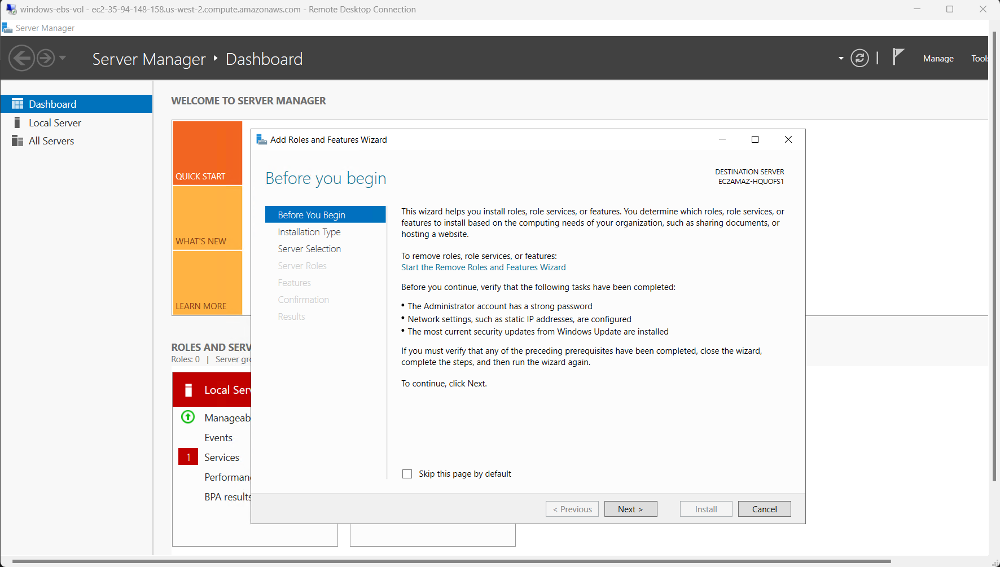 windows-ebs-vol - ec2-35-94-148-158.us-west-2.compute.amazonaws.com - Remote Desktop Connection
Server Manager
Server Manager ‣ Dashboard
Manage
Tools
Dashboard
Local Server
All Servers
WELCOME TO SERVER MANAGER
QUICK START
WHAT'S NEW
LEARN MORE
Add Roles and Features Wizard
Before you begin
DESTINATION SERVER
EC2AMAZ-HQUOFS1
Before You Begin
Installation Type
Server Selection
Server Roles
Features
Confirmation
Results
This wizard helps you install roles, role services, or features. You determine which roles, role services, or
features to install based on the computing needs of your organization, such as sharing documents, or
hosting a website.
To remove roles, role services, or features:
Start the Remove Roles and Features Wizard
Before you continue, verify that the following tasks have been completed:
• The Administrator account has a strong password
• Network settings, such as static IP addresses, are configured
• The most current security updates from Windows Update are installed
If you must verify that any of the preceding prerequisites have been completed, close the wizard,
complete the steps, and then run the wizard again.
To continue, click Next.
Skip this page by default
< Previous
Next >
Install
Cancel
ROLES AND SERV
Roles: 0 | Server gr
Local Serv
Manageab
1
Events
Services
Performan
BPA results